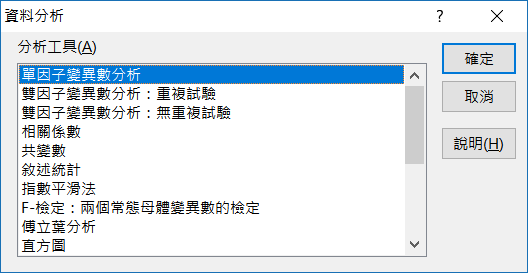 資料分析
?
分析工具(A)
單因子變異數分析
雙因子變異數分析：重複試驗
雙因子變異數分析：無重複試驗
相關係數
共變數
敘述統計
指數平滑法
F-檢定：兩個常態母體變異數的檢定
傅立葉分析
直方圖
確定
取消
說明(H)